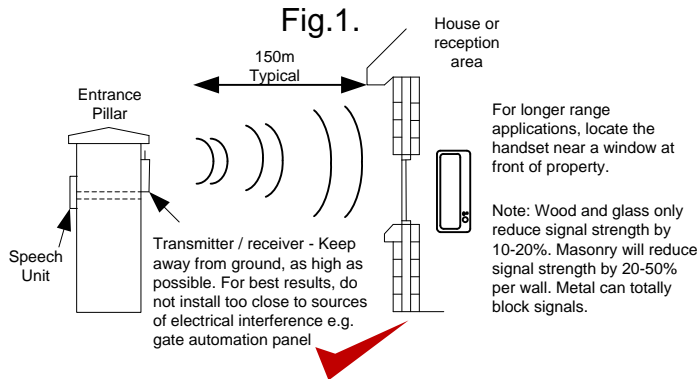 Fig.1.
150m
Typical
House or
reception
area
Entrance
Pillar
For longer range
applications, locate the
handset near a window at
front of property.
Note: Wood and glass only
reduce signal strength by
10-20%. Masonry will reduce
signal strength by 20-50%
per wall. Metal can totally
block signals.
Speech
Unit
Transmitter / receiver - Keep
away from ground, as high as
possible. For best results, do
not install too close to sources
of electrical interference e.g.
gate automation panel